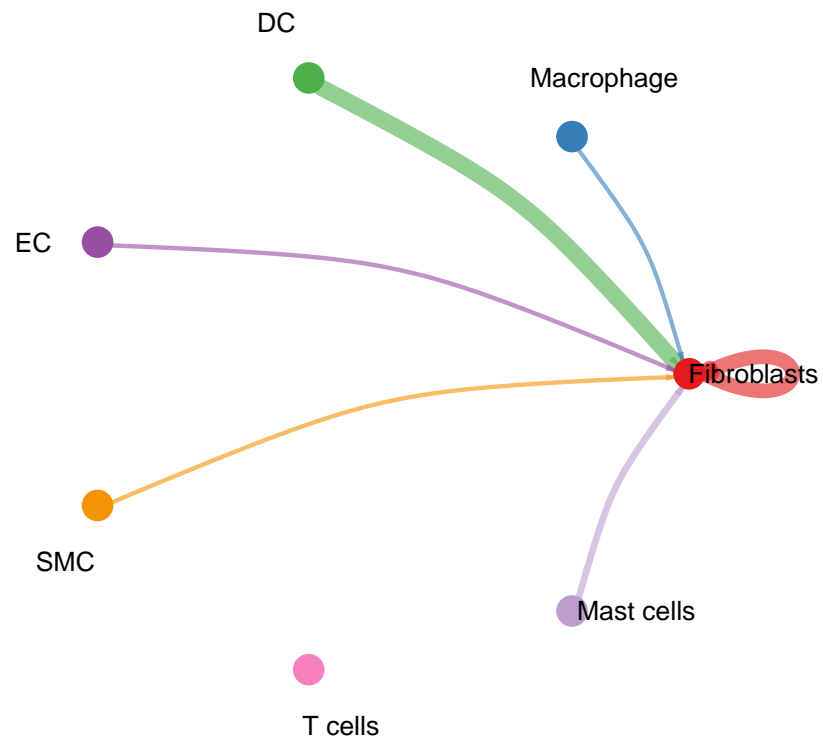 DC
Macrophage
EC
Fibroblasts
SMC
Mast cells
T cells